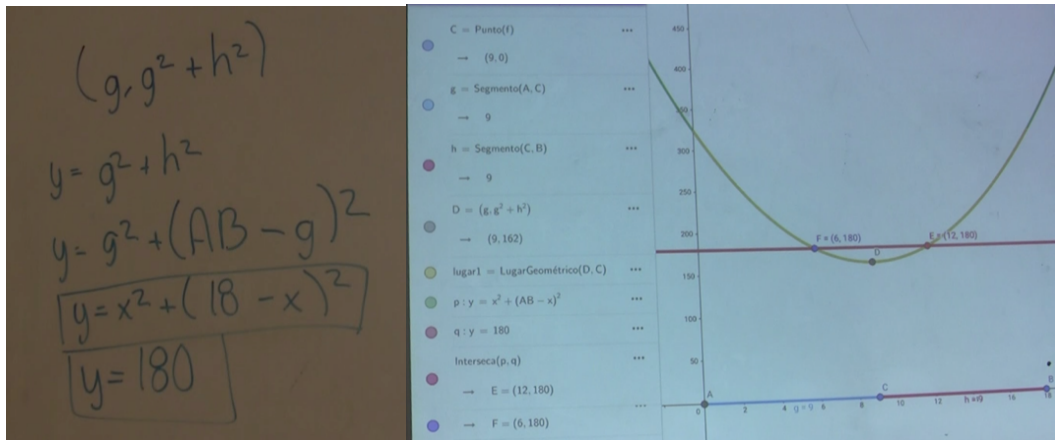 (g, g² + h²)
y = g² + h²
y = g² + (AB - g)²
y = x² + (18 - x)²
y = 180
C = Punto(f)
→ (9,0)
g = Segmento(A, C)
→ 9
h = Segmento(C, B)
→ 9
D = (g, g² + h²)
→ (9, 162)
lugar1 = LugarGeométrico(D, C)
p : y = x² + (AB − x)²
q : y = 180
Interseca(p, q)
→ E = (12, 180)
→ F = (6, 180)
450
400
350
300
250
200
F = (6, 180)
E = (12, 180)
D
150
100
50
A
C
B
0 2 4 g = 9 6 8 10 12 14 16 18